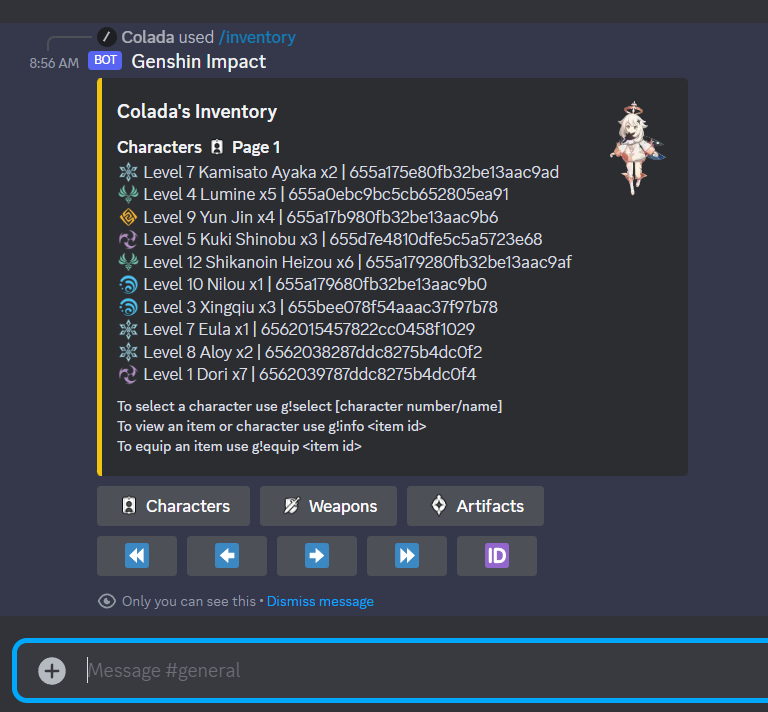 Colada used /inventory
8:56 AM BOT Genshin Impact
Colada's Inventory
Characters Page 1
Level 7 Kamisato Ayaka x2 | 655a175e80fb32be13aac9ad
Level 4 Lumine x5 | 655a0ebc9bc5cb652805ea91
Level 9 Yun Jin x4 | 655a17b980fb32be13aac9b6
Level 5 Kuki Shinobu x3 | 655d7e4810dfe5c5a5723e68
Level 12 Shikanoin Heizou x6 | 655a179280fb32be13aac9af
Level 10 Nilou x1 | 655a179680fb32be13aac9b0
Level 3 Xingqiu x3 | 655bee078f54aaac37f97b78
Level 7 Eula x1 | 6562015457822cc0458f1029
Level 8 Aloy x2 | 6562038287ddc8275b4dc0f2
Level 1 Dori x7 | 6562039787ddc8275b4dc0f4
To select a character use g!select [character number/name]
To view an item or character use g!info <item id>
To equip an item use g!equip <item id>
Characters Weapons Artifacts
ID
Only you can see this • Dismiss message
Message #general